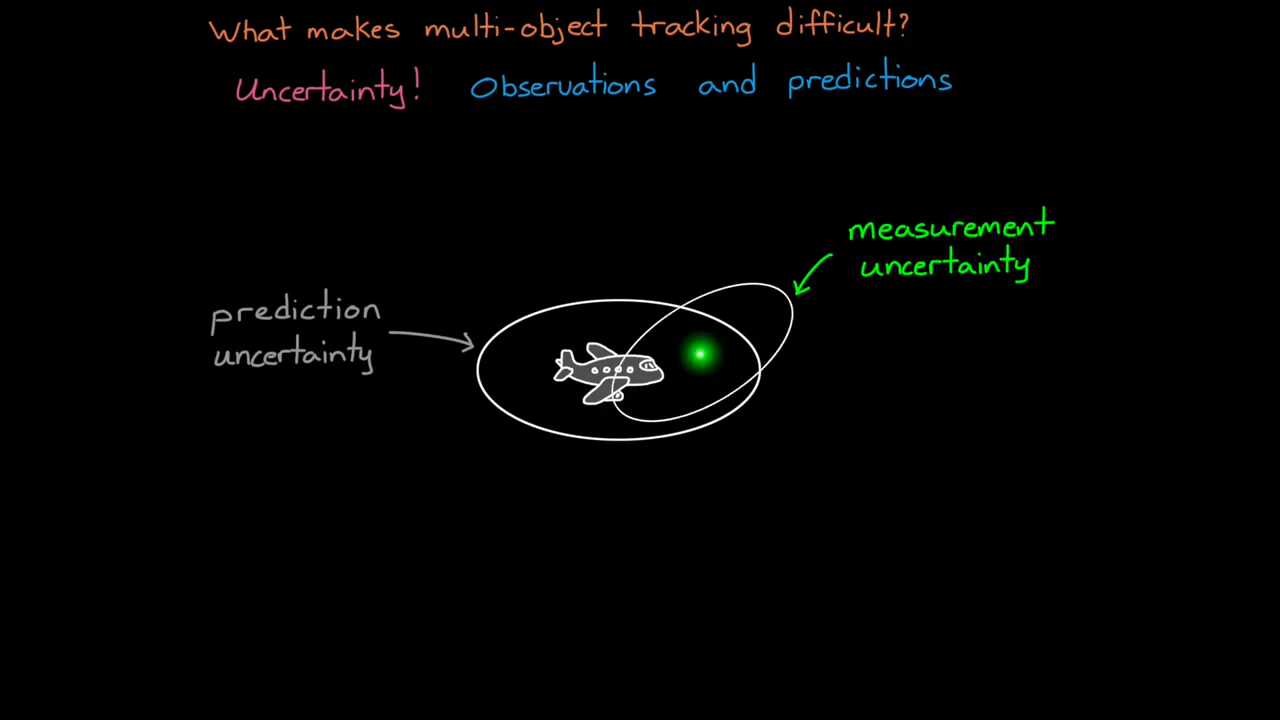 What makes multi-object tracking difficult?
Uncertainty! Observations and predictions
measurement
uncertainty
prediction
uncertainty